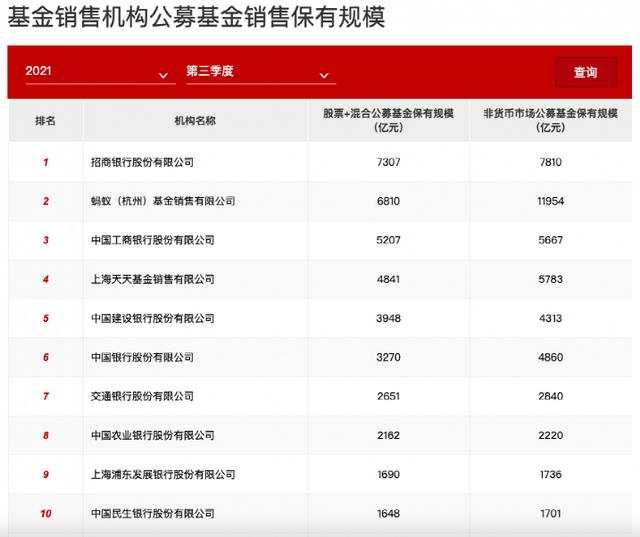 基金销售机构公募基金销售保有规模
2021 第三季度 查询
排名 机构名称 股票+混合公募基金保有规模（亿元） 非货币市场公募基金保有规模（亿元）
1 招商银行股份有限公司 7307 7810
2 蚂蚁（杭州）基金销售有限公司 6810 11954
3 中国工商银行股份有限公司 5207 5667
4 上海天天基金销售有限公司 4841 5783
5 中国建设银行股份有限公司 3948 4313
6 中国银行股份有限公司 3270 4860
7 交通银行股份有限公司 2651 2840
8 中国农业银行股份有限公司 2162 2220
9 上海浦东发展银行股份有限公司 1690 1736
10 中国民生银行股份有限公司 1648 1701